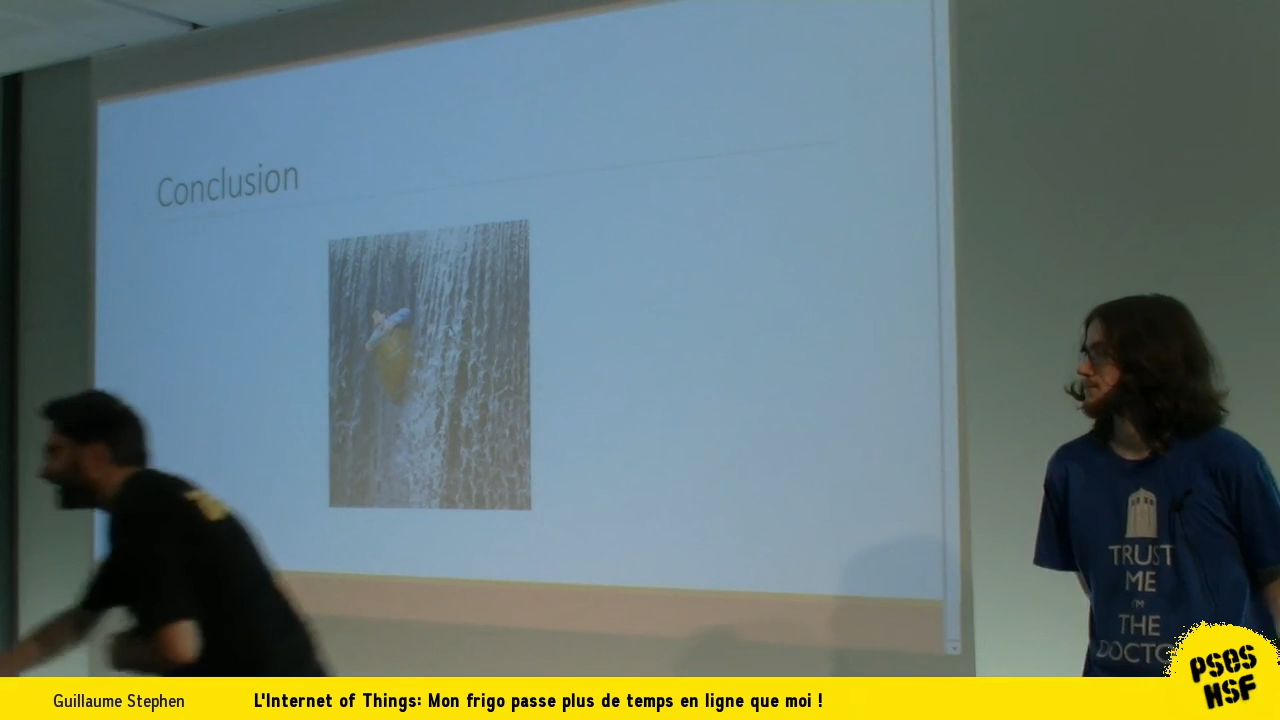 Conclusion
TRUST
ME
I'M
THE
DOCTO
PSES
HSF
Guillaume Stephen
L'Internet of Things: Mon frigo passe plus de temps en ligne que moi !